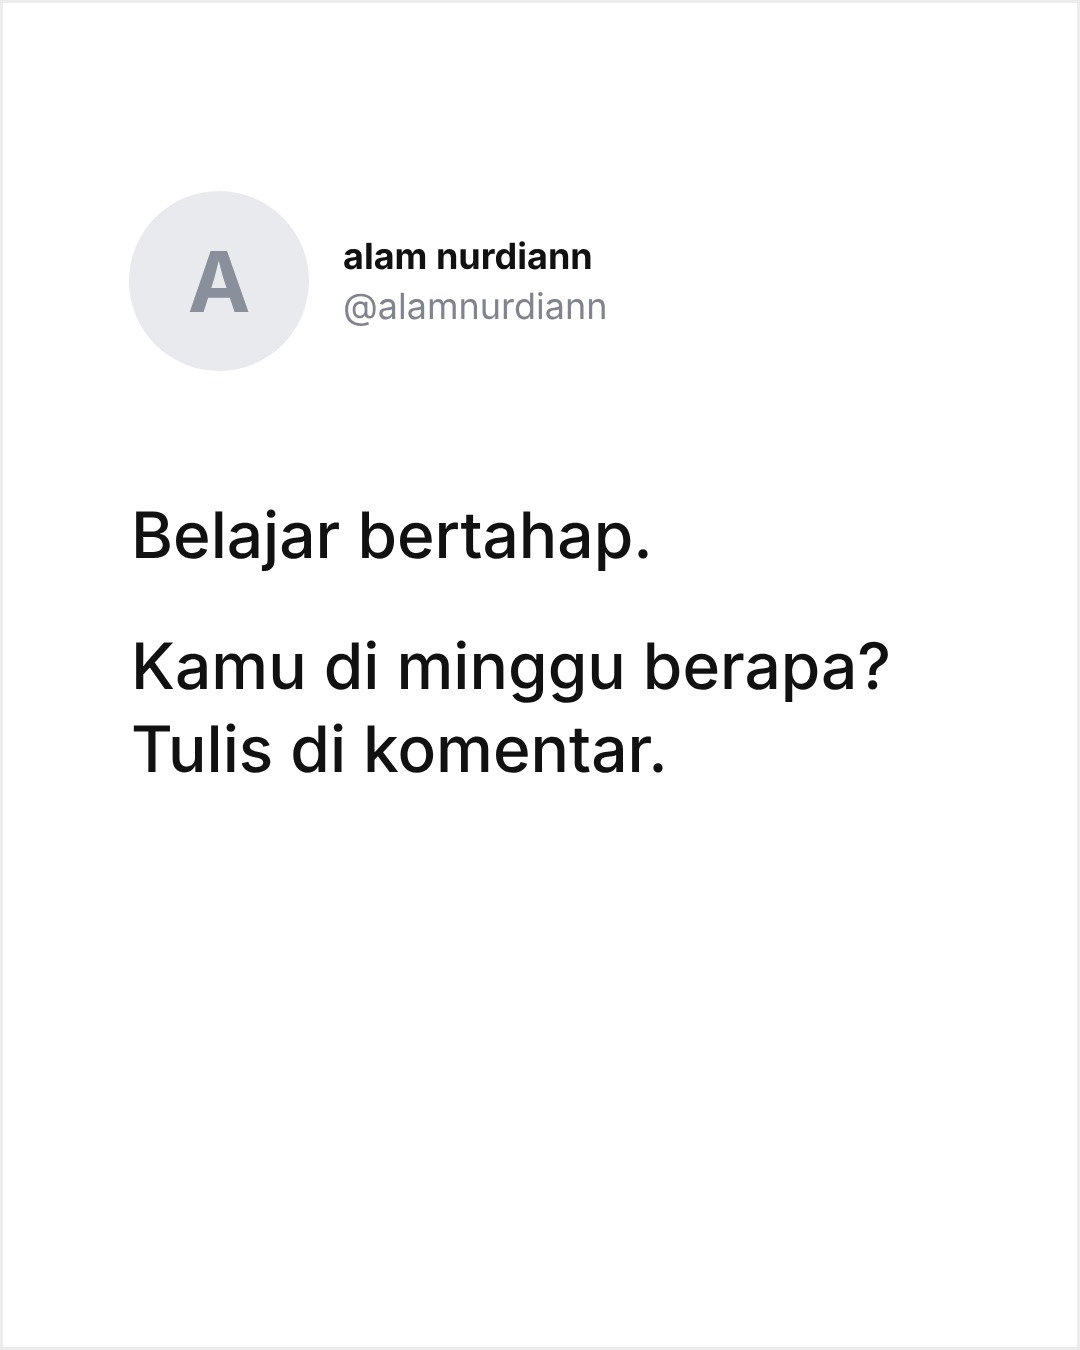 A
alam nurdiann
@alamnurdiann
Belajar bertahap.
Kamu di minggu berapa?
Tulis di komentar.